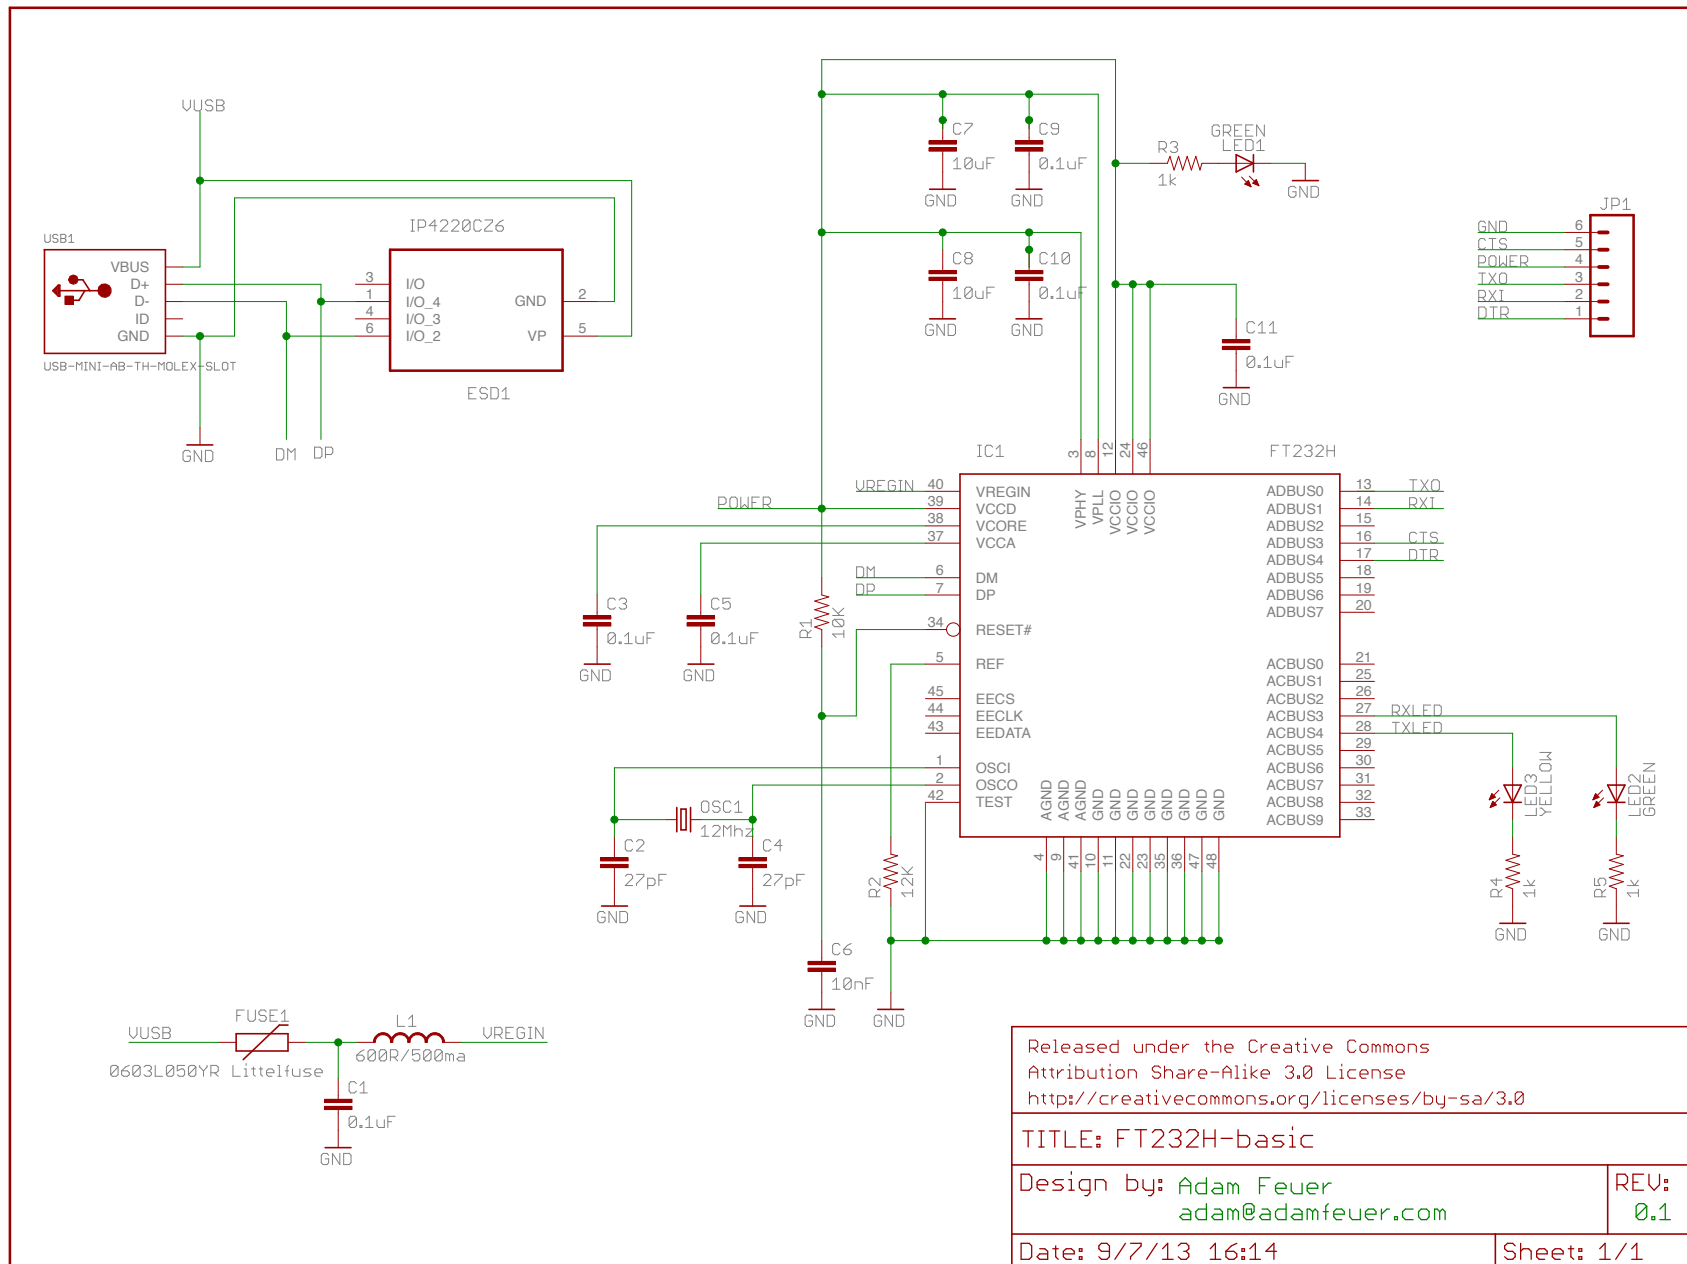 VUSB
USB1
VBUS
D+
D-
ID
GND
USB-MINI-AB-TH-MOLEX-SLOT
GND
DM
DP
IP4220CZ6
3 I/O
1 I/O_4
4 I/O_3
6 I/O_2
GND 2
VP 5
ESD1
C7
10uF
GND
C9
0.1uF
GND
C8
10uF
GND
C10
0.1uF
GND
R3
1k
GREEN
LED1
GND
C11
0.1uF
GND
JP1
GND 6
CTS 5
POWER 4
TXO 3
RXI 2
DTR 1
IC1
FT232H
3 VPHY
8 VPLL
12 VCCIO
24 VCCIO
46 VCCIO
VREGIN 40 VREGIN
POWER 39 VCCD
38 VCORE
37 VCCA
DM 6 DM
DP 7 DP
34 RESET#
5 REF
45 EECS
44 EECLK
43 EEDATA
1 OSCI
2 OSCO
42 TEST
ADBUS0 13 TXO
ADBUS1 14 RXI
ADBUS2 15
ADBUS3 16 CTS
ADBUS4 17 DTR
ADBUS5 18
ADBUS6 19
ADBUS7 20
ACBUS0 21
ACBUS1 25
ACBUS2 26
ACBUS3 27 RXLED
ACBUS4 28 TXLED
ACBUS5 29
ACBUS6 30
ACBUS7 31
ACBUS8 32
ACBUS9 33
AGND 4
AGND 9
AGND 41
GND 10
GND 11
GND 22
GND 23
GND 35
GND 36
GND 47
GND 48
C3
0.1uF
GND
C5
0.1uF
GND
R1
10K
OSC1
12Mhz
C2
27pF
GND
C4
27pF
GND
R2
12K
C6
10nF
GND
GND
LED3
YELLOW
LED2
GREEN
R4
1k
GND
R5
1k
GND
VUSB
FUSE1
0603L050YR Littelfuse
L1
600R/500ma
VREGIN
C1
0.1uF
GND
Released under the Creative Commons
Attribution Share-Alike 3.0 License
http://creativecommons.org/licenses/by-sa/3.0
TITLE: FT232H-basic
Design by: Adam Feuer
adam@adamfeuer.com
REV:
0.1
Date: 9/7/13 16:14
Sheet: 1/1